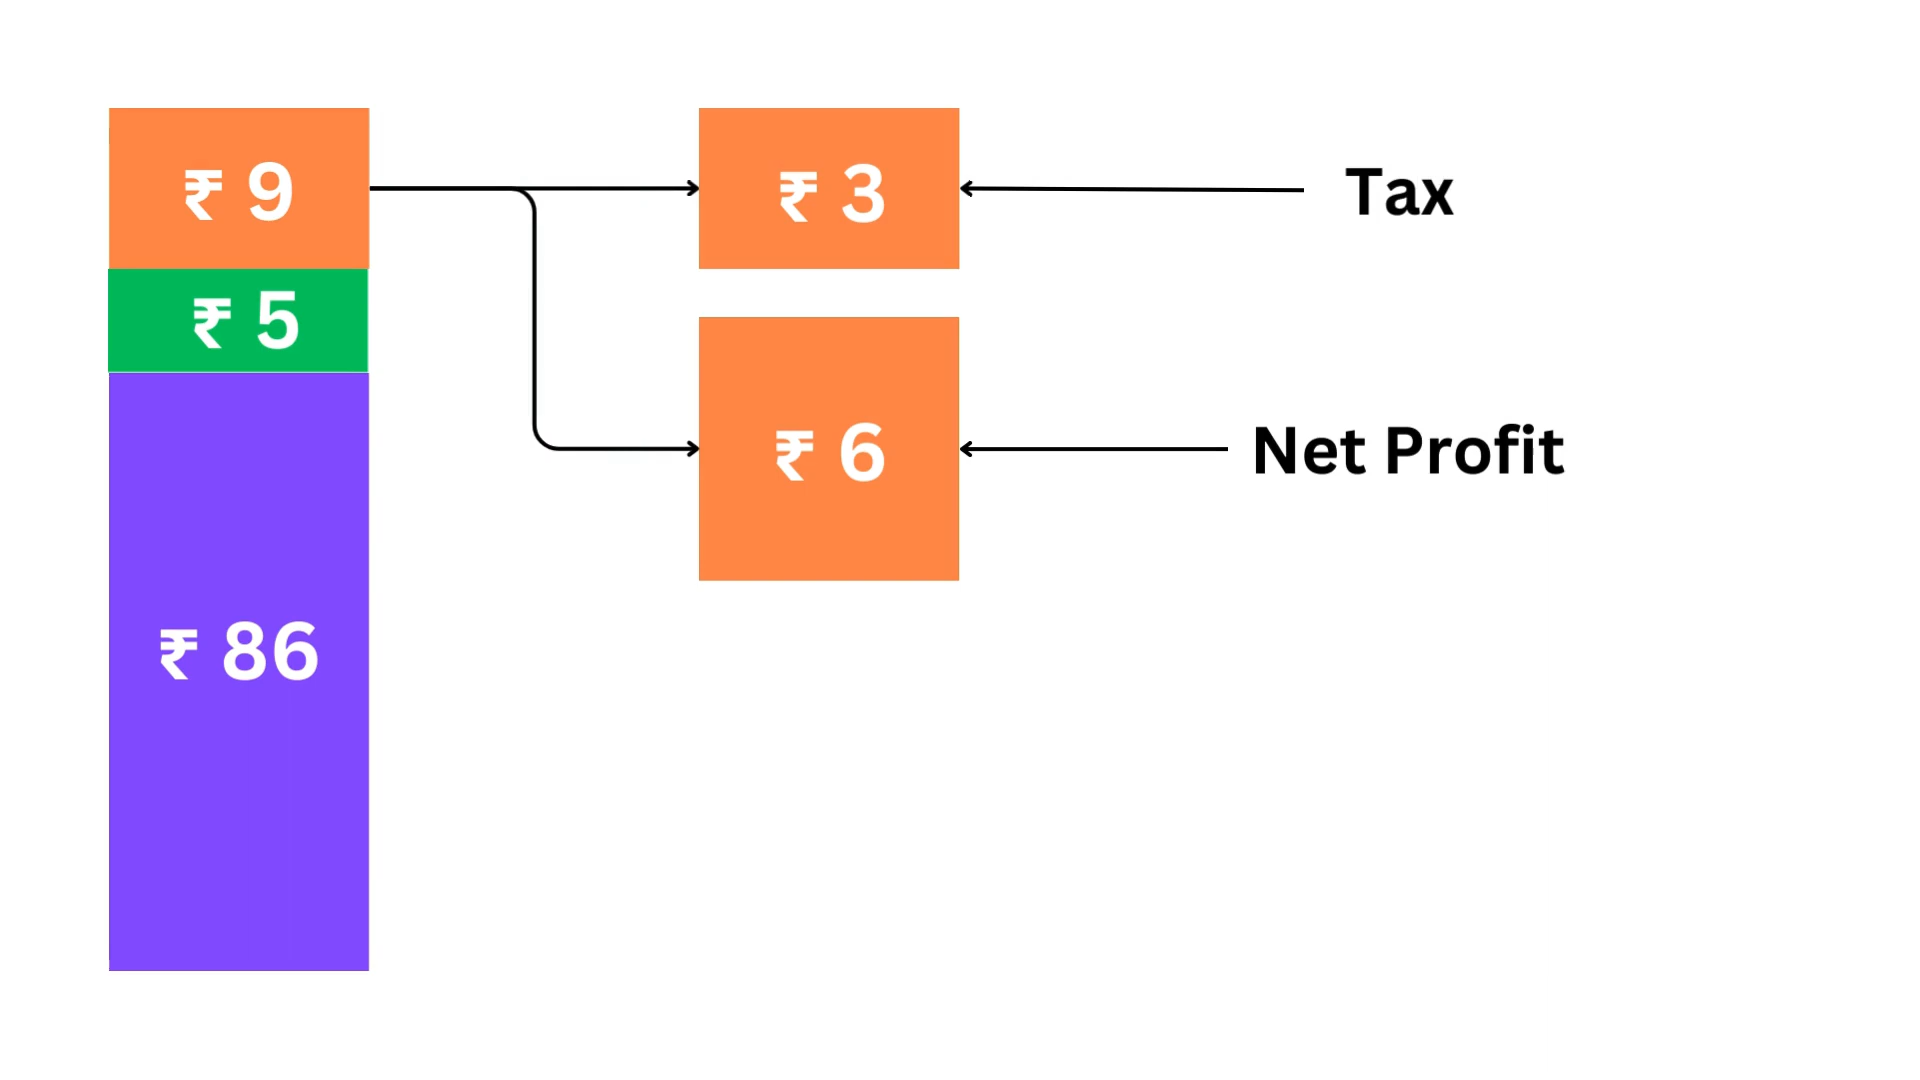 ₹ 9
₹ 3
Tax
₹ 5
₹ 6
Net Profit
₹ 86